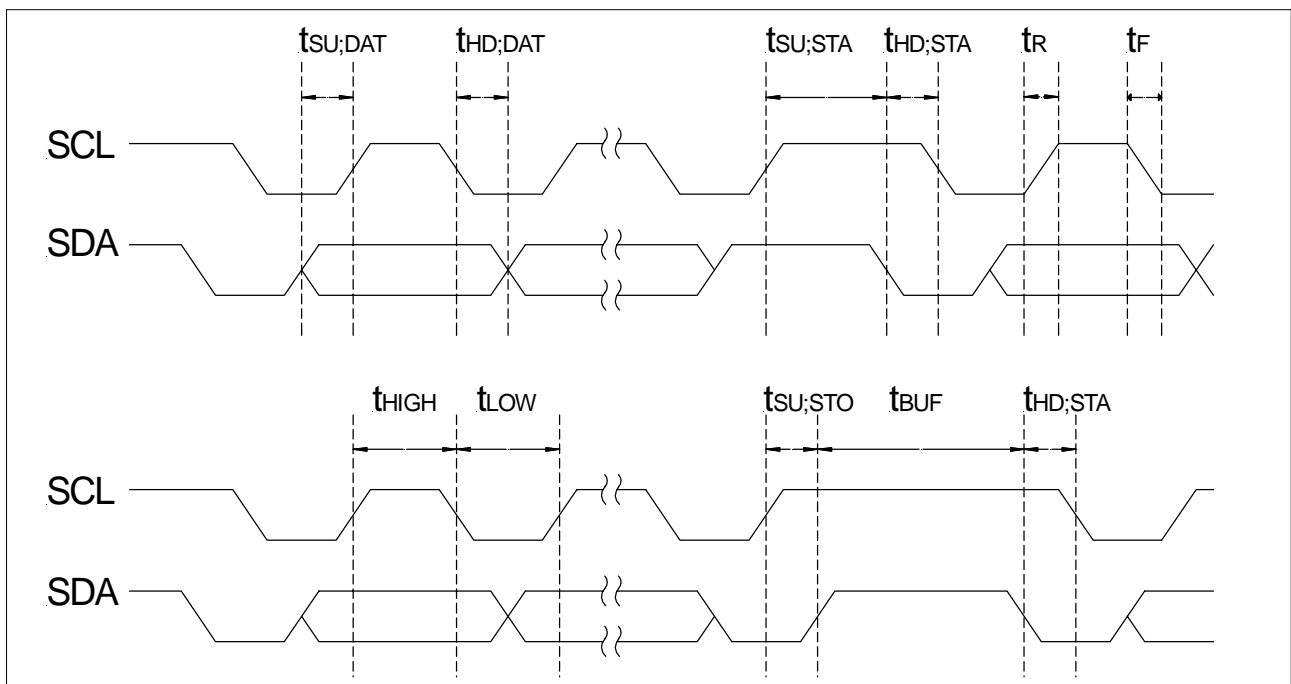 tSU;DAT tHD;DAT tSU;STA tHD;STA tR tF
SCL
SDA
tHIGH tLOW tSU;STO tBUF tHD;STA
SCL
SDA